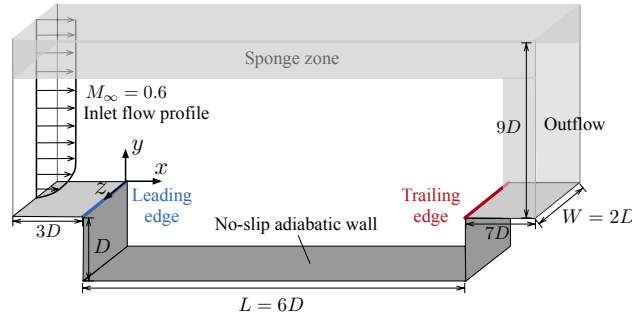 Sponge zone
M∞ = 0.6
Inlet flow profile
9D
Outflow
y
x
z
Leading
edge
Trailing
edge
3D
D
No-slip adiabatic wall
7D
W = 2D
L = 6D